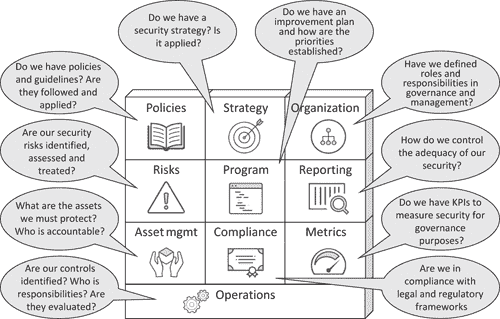 Do we have a
security strategy? Is
it applied?
Do we have an
improvement plan and
how are the priorities
established?
Do we have policies
and guidelines? Are
they followed and
applied?
Have we defined
roles and
responsibilities in
governance and
management?
Policies
Strategy
Organization
Are our security
risks identified,
assessed and
treated?
How do we control
the adequacy of our
security?
Risks
Program
Reporting
What are the assets
we must protect?
Who is accountable?
Do we have KPIs to
measure security for
governance
purposes?
Asset mgmt
Compliance
Metrics
Are our controls
identified? Who is
responsibilities? Are
they evaluated?
Are we in
compliance with
legal and regulatory
frameworks
Operations